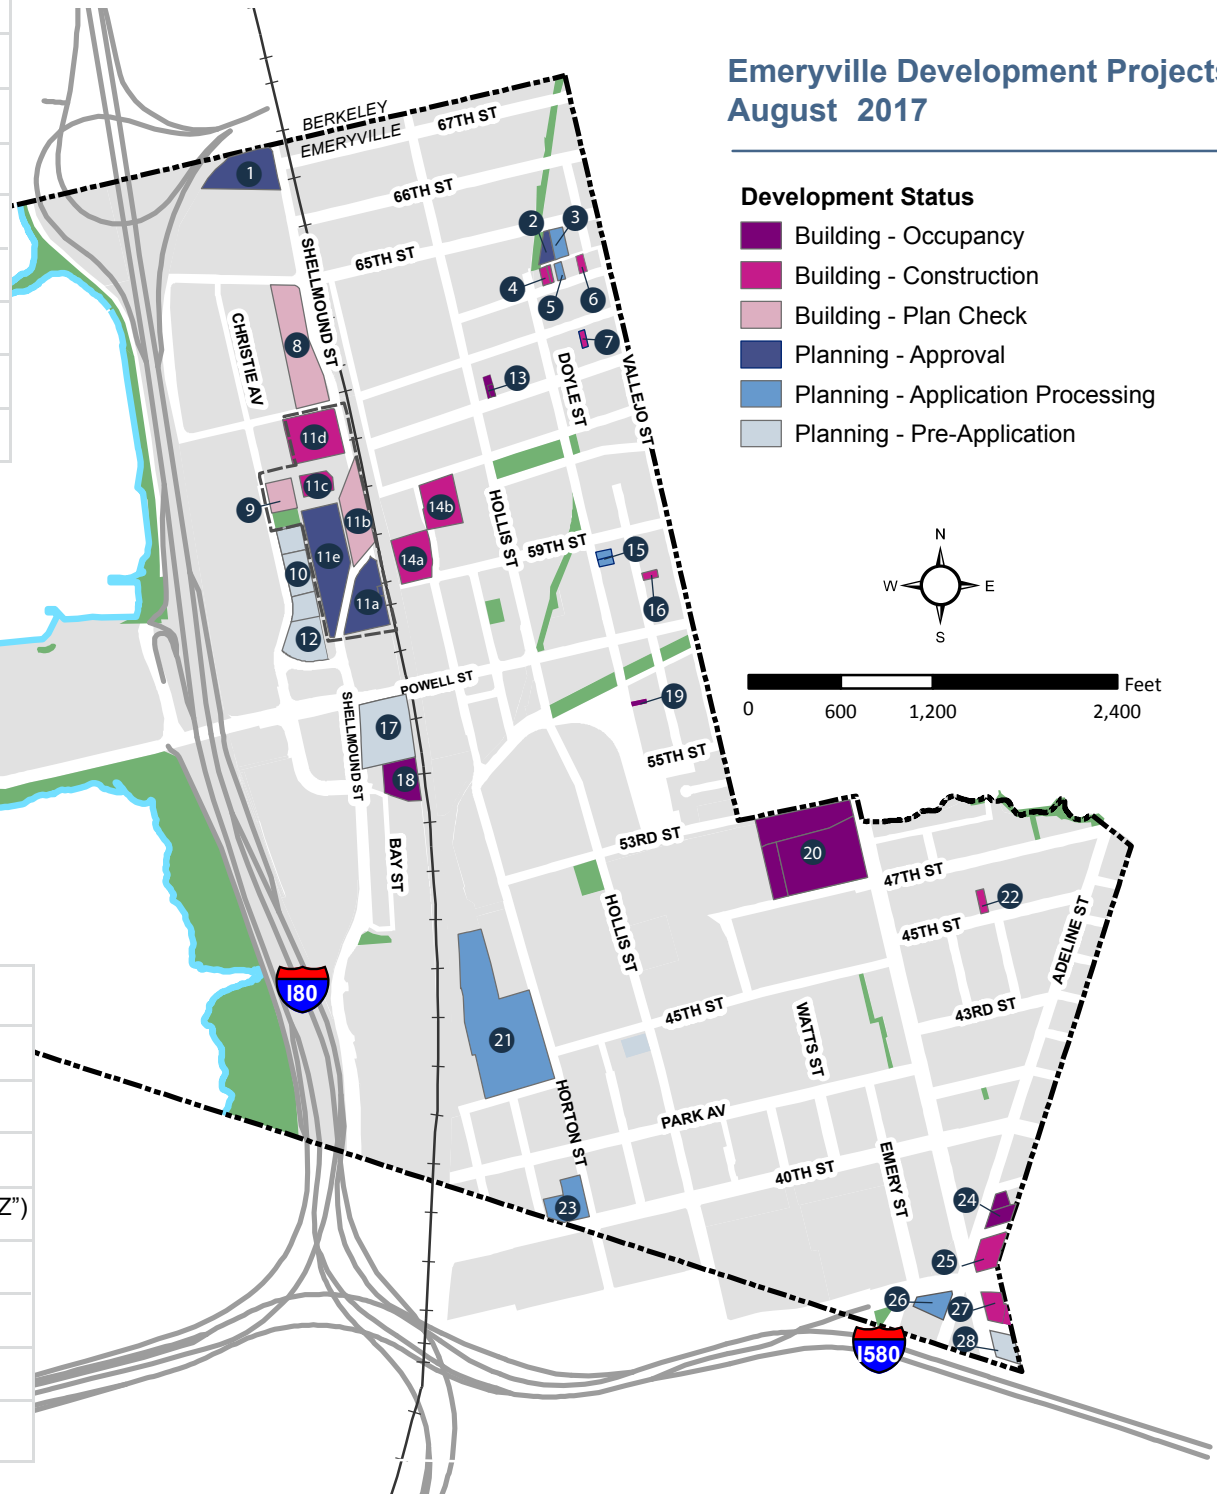 Emeryville Development Projects
August 2017
Development Status
Building - Occupancy
Building - Construction
Building - Plan Check
Planning - Approval
Planning - Application Processing
Planning - Pre-Application
N
W
E
S
Feet
0
600
1,200
2,400
BERKELEY
EMERYVILLE
67TH ST
66TH ST
65TH ST
SHELLMOUND ST
CHRISTIE AV
DOYLE ST
VALLEJO ST
HOLLIS ST
59TH ST
POWELL ST
SHELLMOUND ST
55TH ST
53RD ST
BAY ST
HOLLIS ST
47TH ST
45TH ST
ADELINE ST
43RD ST
45TH ST
WATTS ST
HORTON ST
PARK AV
40TH ST
EMERY ST
I80
I580
1
2
3
4
5
6
7
8
9
10
11a
11b
11c
11d
11e
12
13
14a
14b
15
16
17
18
19
20
21
22
23
24
25
26
27
28
Z”)